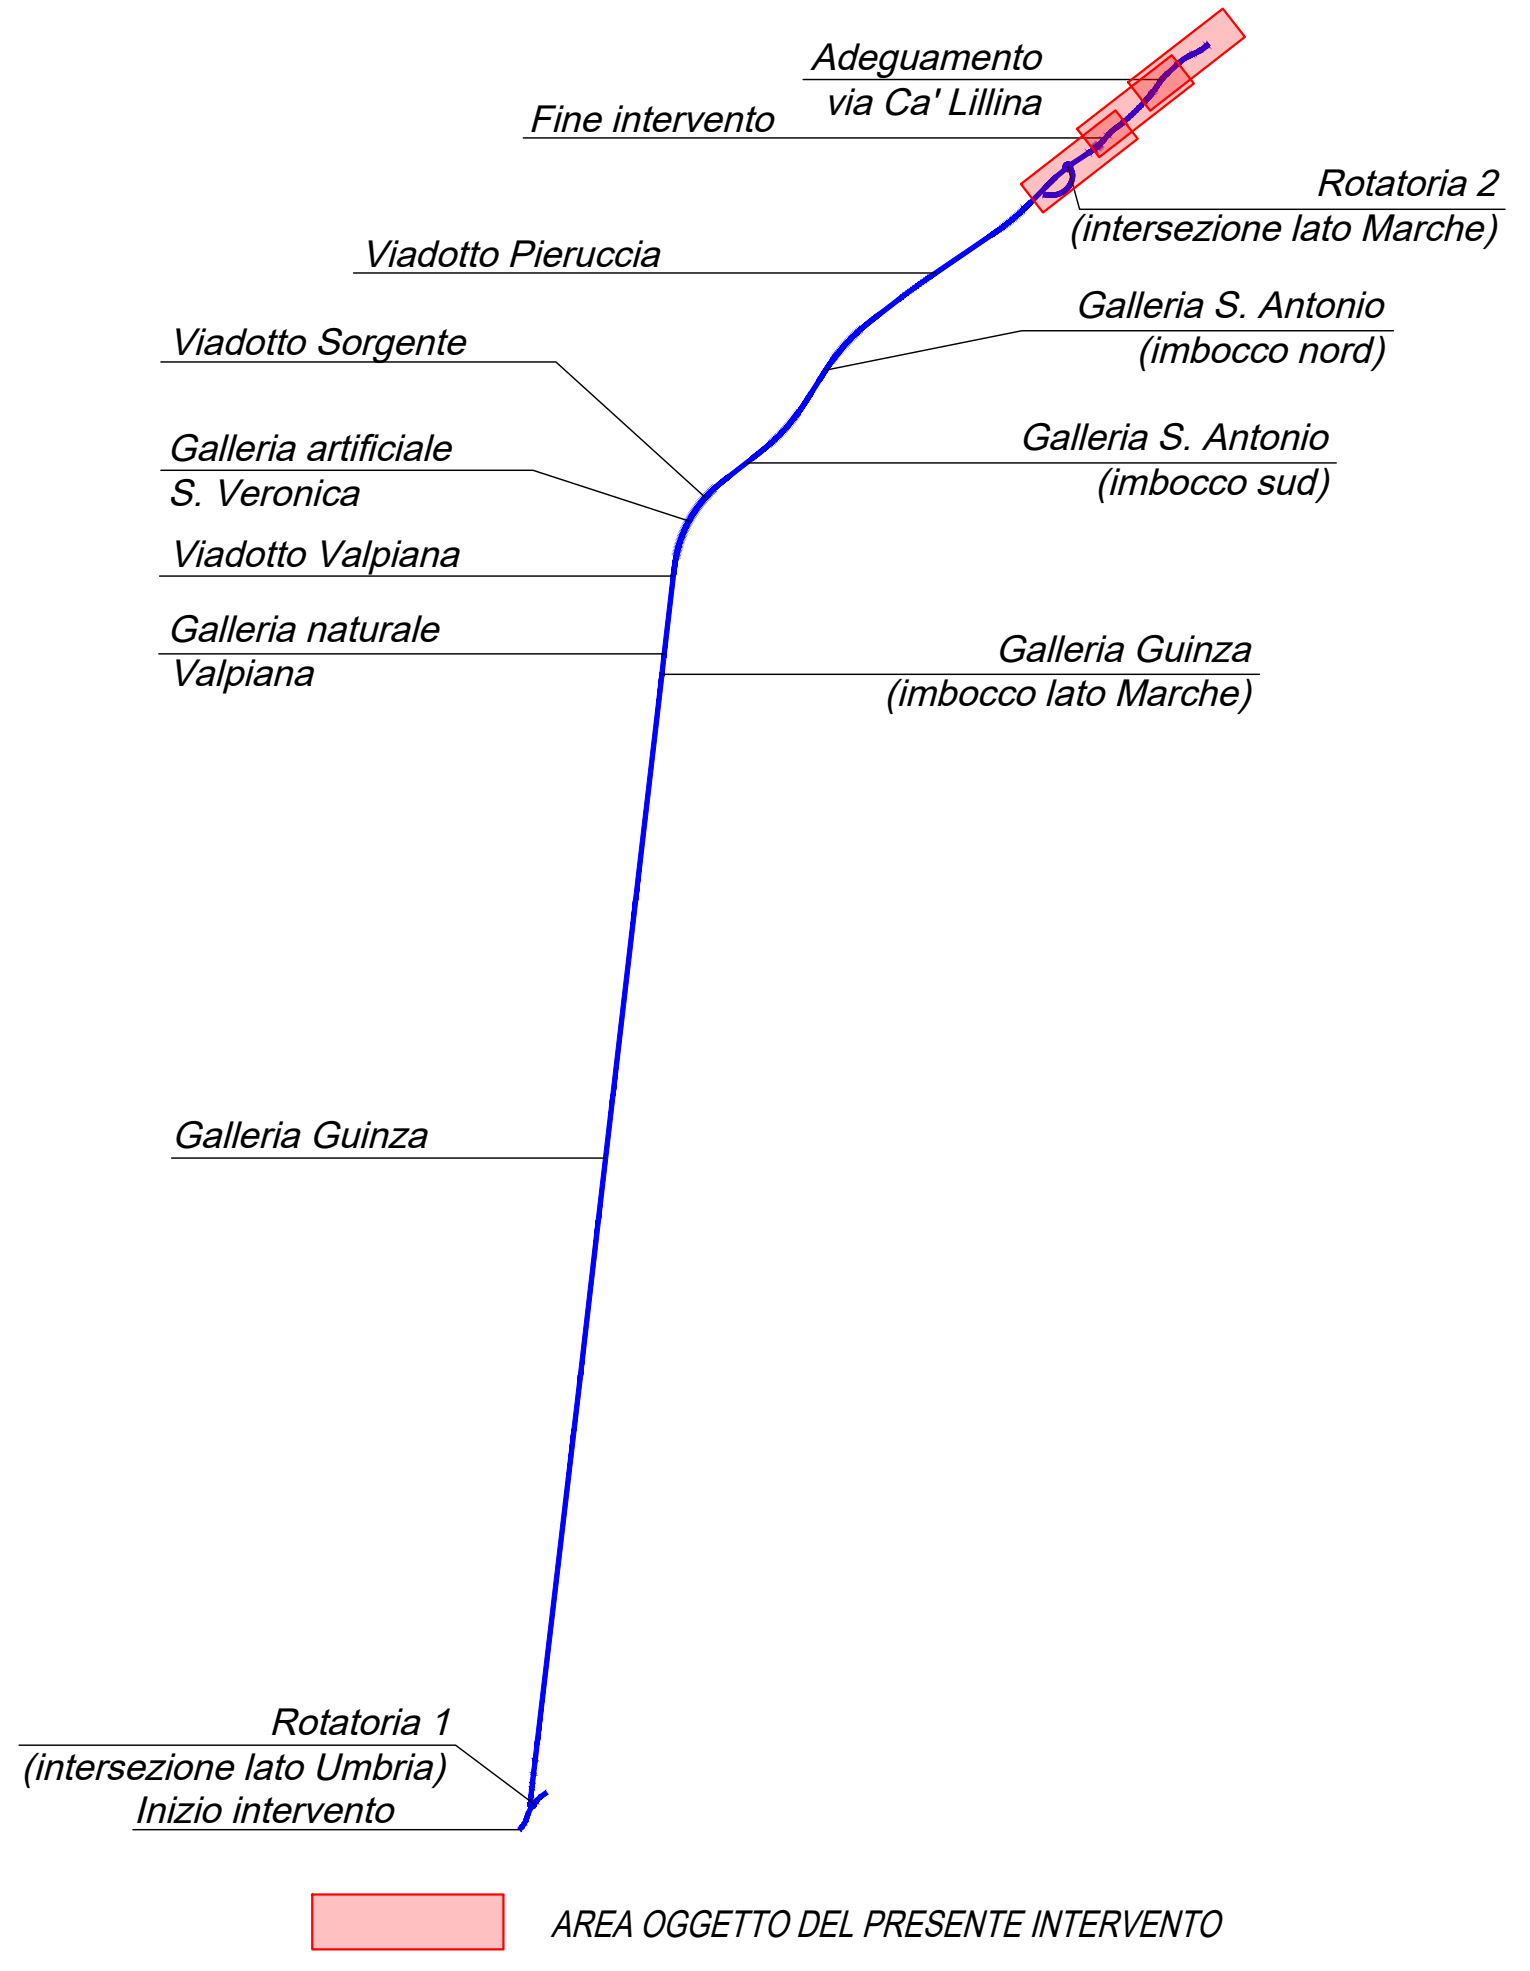 Adeguamento
via Ca' Lillina
Fine intervento
Rotatoria 2
(intersezione lato Marche)
Viadotto Pieruccia
Galleria S. Antonio
(imbocco nord)
Viadotto Sorgente
Galleria S. Antonio
(imbocco sud)
Galleria artificiale
S. Veronica
Viadotto Valpiana
Galleria naturale
Valpiana
Galleria Guinza
(imbocco lato Marche)
Galleria Guinza
Rotatoria 1
(intersezione lato Umbria)
Inizio intervento
AREA OGGETTO DEL PRESENTE INTERVENTO